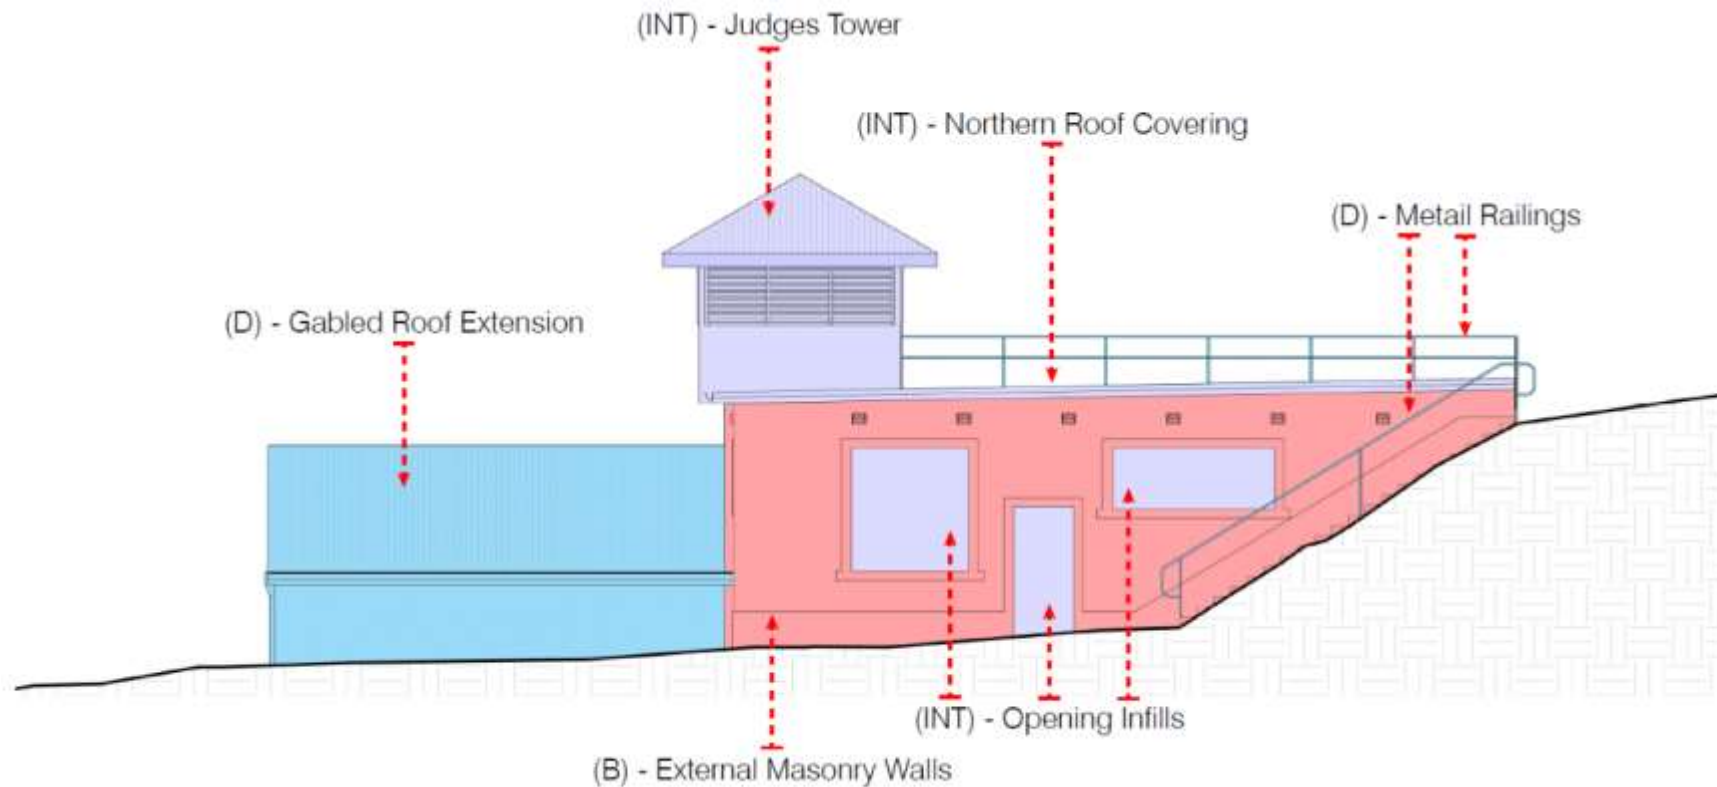 (INT) - Judges Tower
(INT) - Northern Roof Covering
(D) - Metail Railings
(D) - Gabled Roof Extension
(INT) - Opening Infills
(B) - External Masonry Walls